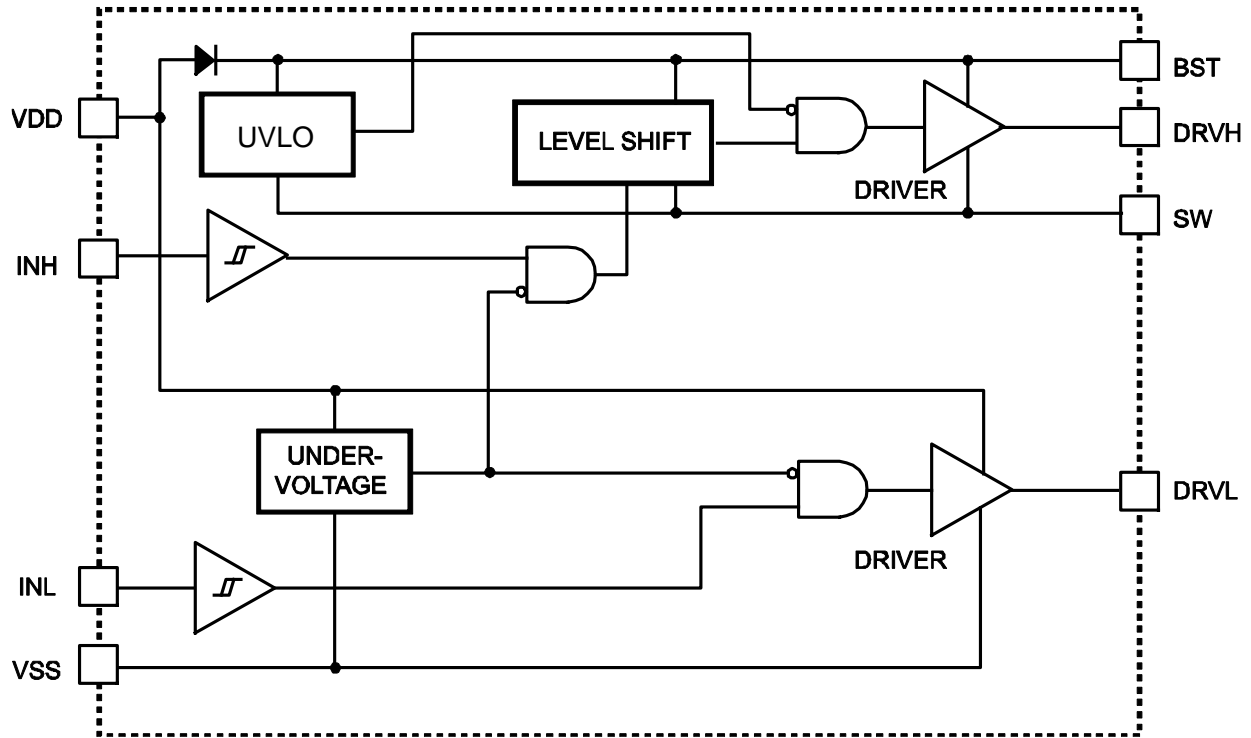 BST
VDD
UVLO
LEVEL SHIFT
DRVH
DRIVER
SW
INH
UNDER-
VOLTAGE
DRVL
DRIVER
INL
VSS